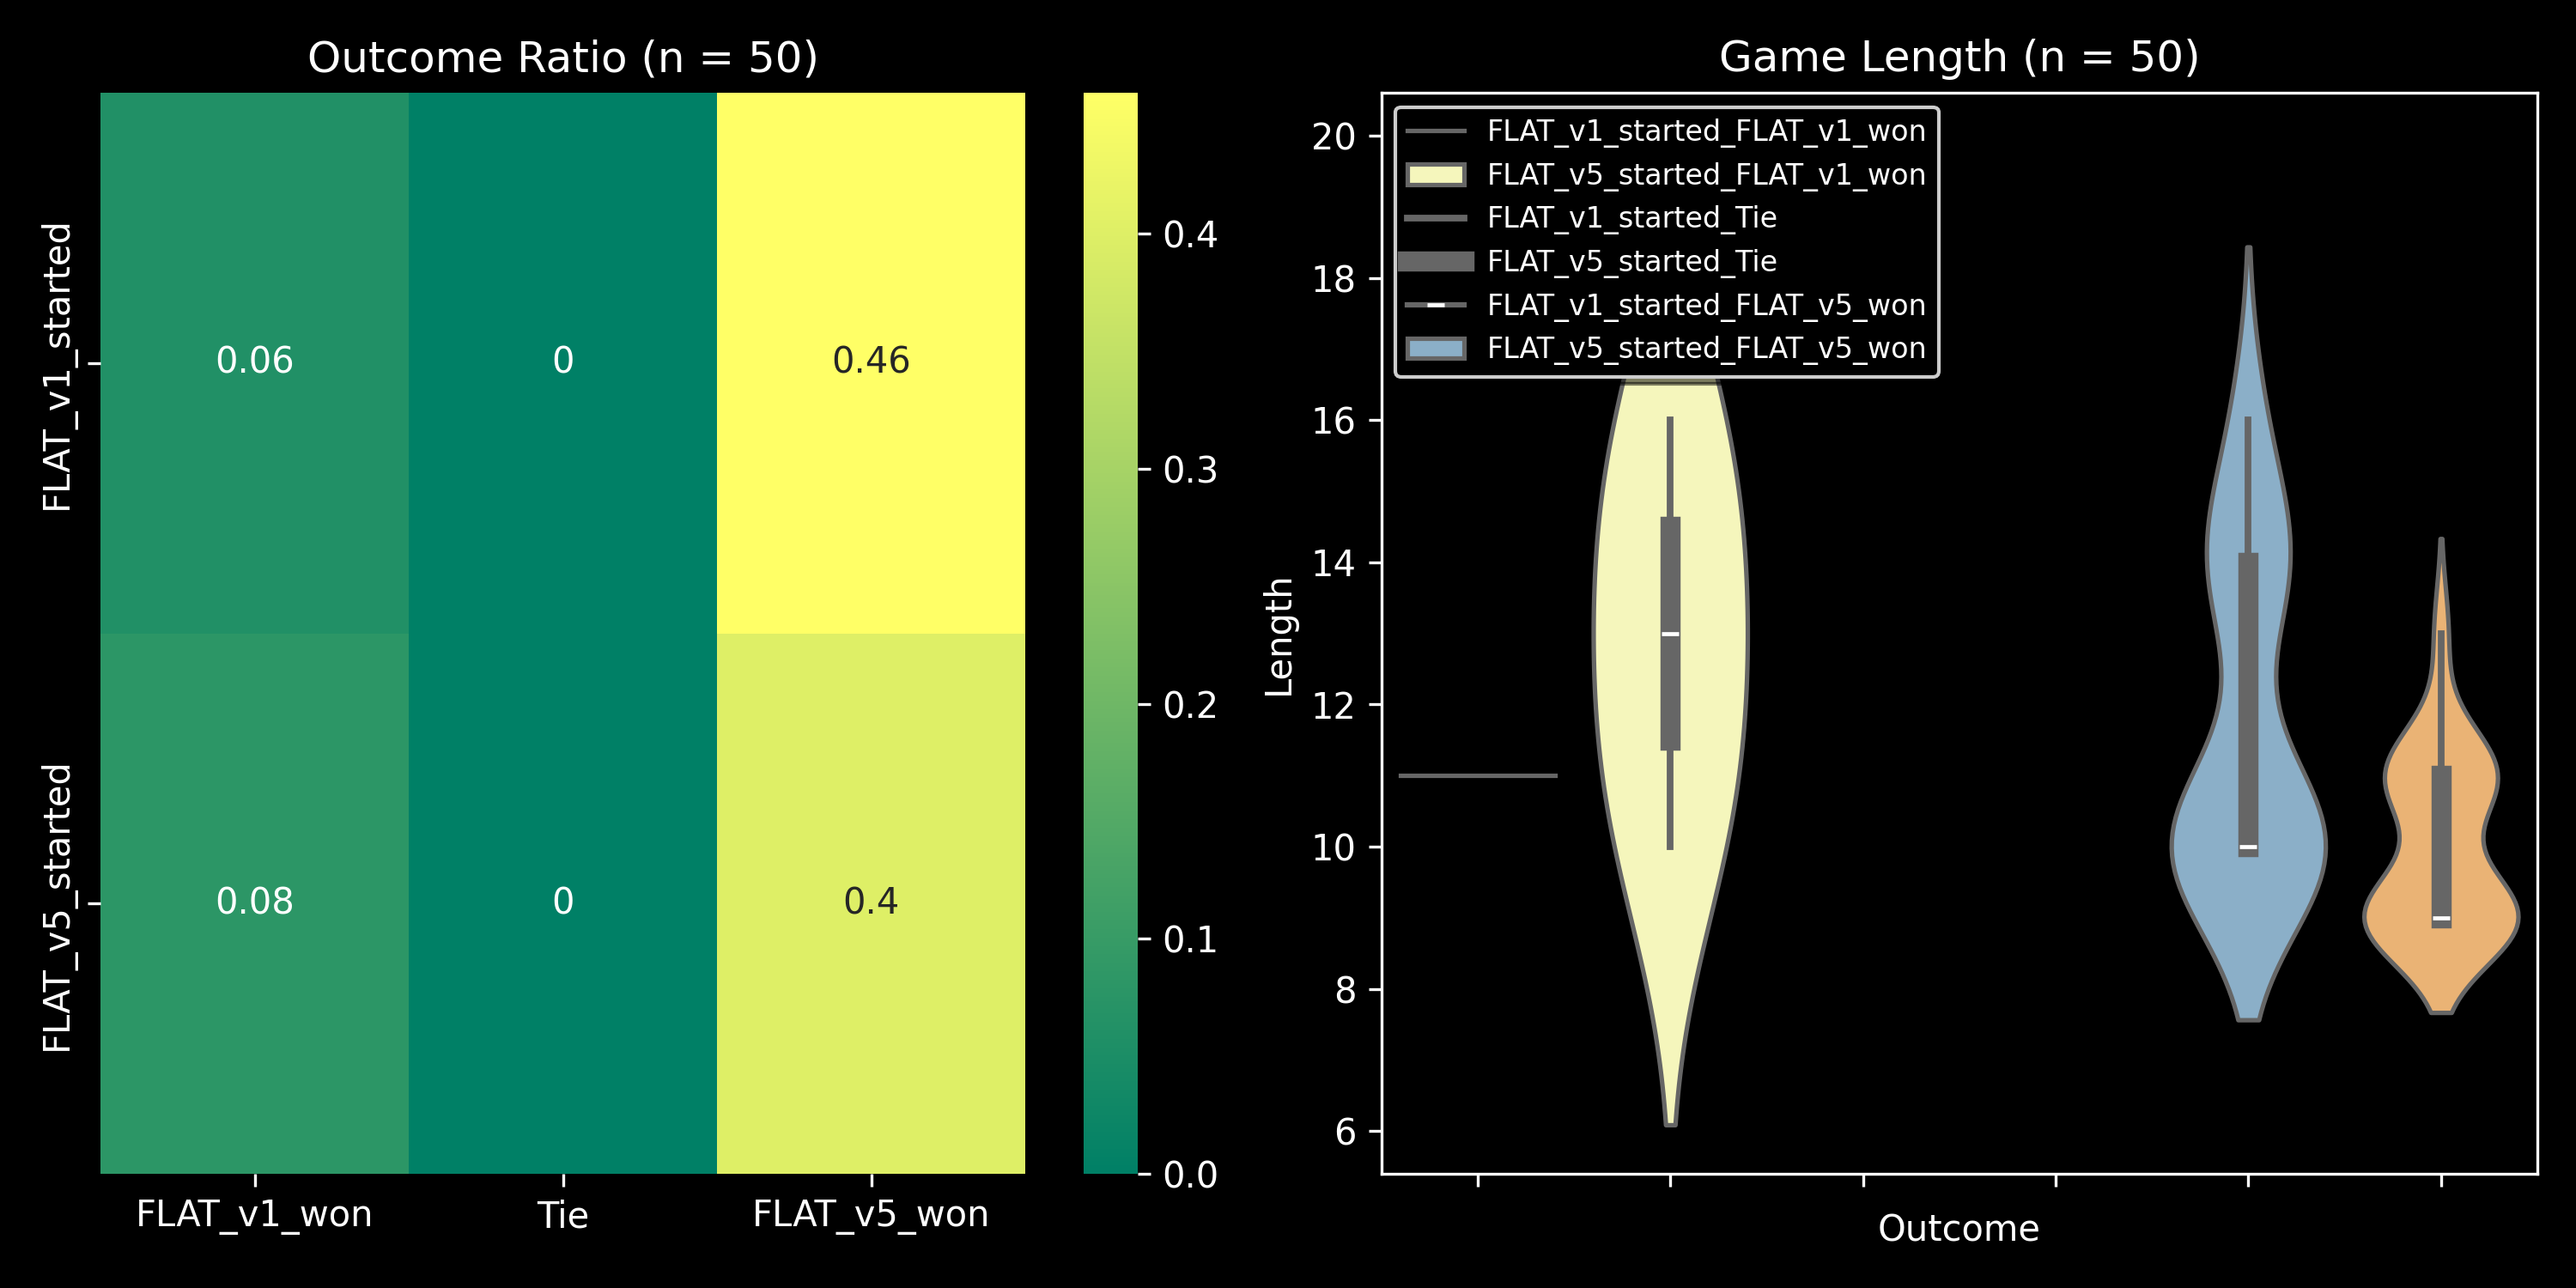 Outcome Ratio (n = 50)
FLAT_v1_started
FLAT_v5_started
0.06
0
0.46
0.08
0
0.4
FLAT_v1_won
Tie
FLAT_v5_won
0.4
0.3
0.2
0.1
0.0
Game Length (n = 50)
FLAT_v1_started_FLAT_v1_won
FLAT_v5_started_FLAT_v1_won
FLAT_v1_started_Tie
FLAT_v5_started_Tie
FLAT_v1_started_FLAT_v5_won
FLAT_v5_started_FLAT_v5_won
20
18
16
14
12
10
8
6
Length
Outcome